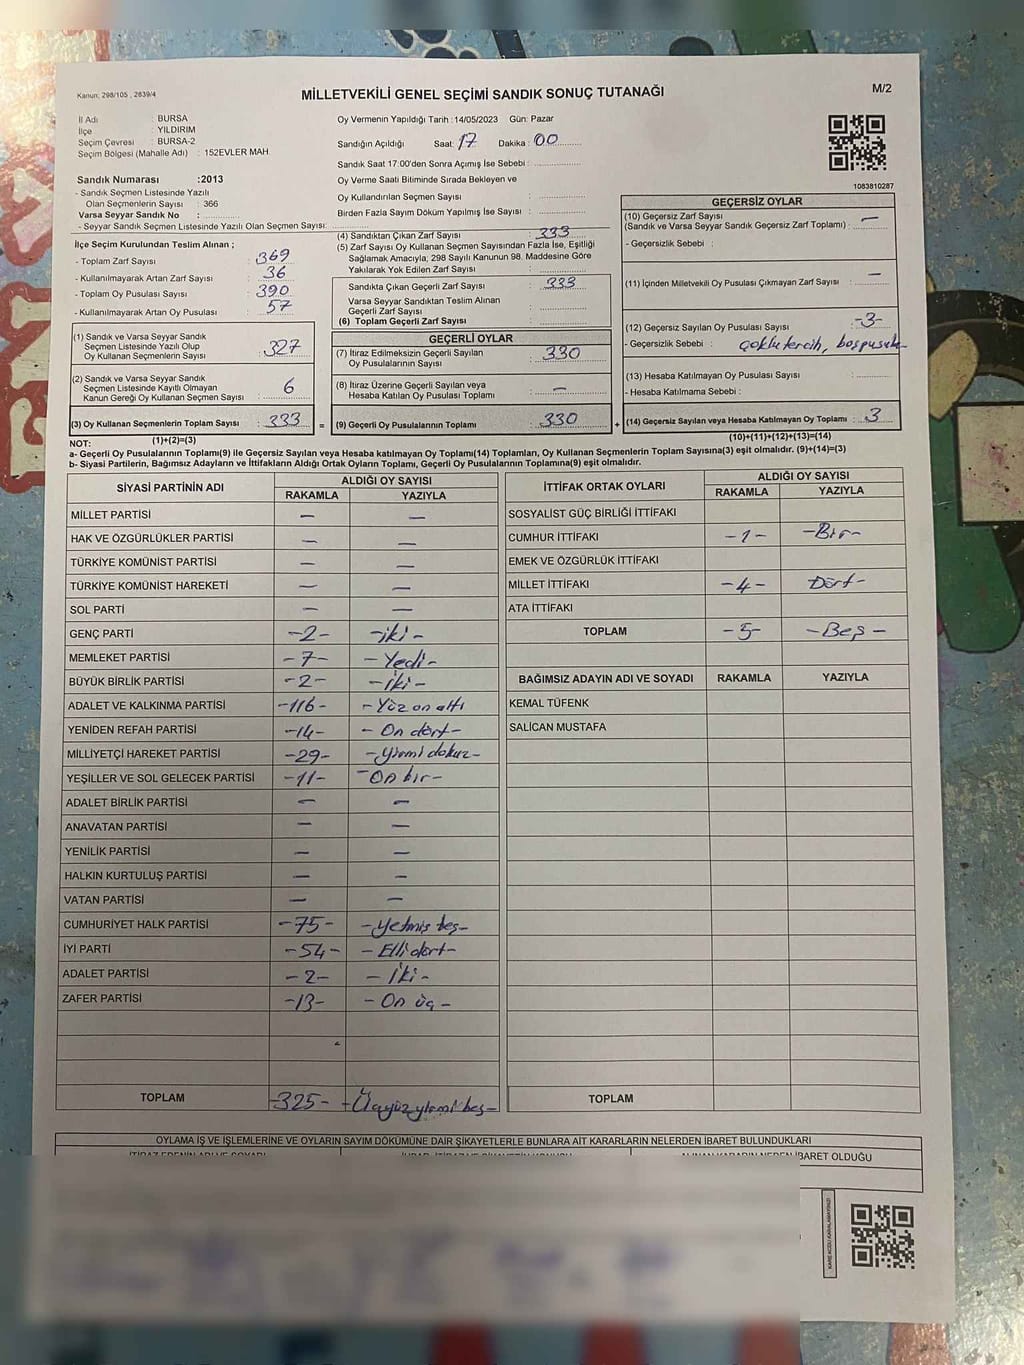 Kanun: 298/105 , 2839/4
MİLLETVEKİLİ GENEL SEÇİMİ SANDIK SONUÇ TUTANAĞI
M/2
İl Adı : BURSA
İlçe : YILDIRIM
Seçim Çevresi : BURSA-2
Seçim Bölgesi (Mahalle Adı) : 152EVLER MAH.
Sandık Numarası :2013
- Sandık Seçmen Listesinde Yazılı
Olan Seçmenlerin Sayısı : 366
Varsa Seyyar Sandık No :
- Seyyar Sandık Seçmen Listesinde Yazılı Olan Seçmen Sayısı:
Oy Vermenin Yapıldığı Tarih :14/05/2023 Gün: Pazar
Sandığın Açıldığı Saat: 17 Dakika : 00
Sandık Saat 17:00'den Sonra Açımış İse Sebebi :
Oy Verme Saati Bitiminde Sırada Bekleyen ve
Oy Kullandırılan Seçmen Sayısı :
Birden Fazla Sayım Döküm Yapılmış İse Sayısı :
1083810287
İlçe Seçim Kurulundan Teslim Alınan ;
- Toplam Zarf Sayısı : 369
- Kullanılmayarak Artan Zarf Sayısı : 36
- Toplam Oy Pusulası Sayısı : 390
- Kullanılmayarak Artan Oy Pusulası : 57
(4) Sandıktan Çıkan Zarf Sayısı : 333
(5) Zarf Sayısı Oy Kullanan Seçmen Sayısından Fazla İse, Eşitliği
Sağlamak Amacıyla, 298 Sayılı Kanunun 98. Maddesine Göre
Yakılarak Yok Edilen Zarf Sayısı :
Sandıkta Çıkan Geçerli Zarf Sayısı : 333
Varsa Seyyar Sandıktan Teslim Alınan
Geçerli Zarf Sayısı :
(6) Toplam Geçerli Zarf Sayısı :
GEÇERSİZ OYLAR
(10) Geçersiz Zarf Sayısı
(Sandık ve Varsa Seyyar Sandık Geçersiz Zarf Toplamı) : —
- Geçersizlik Sebebi :
(11) İçinden Milletvekili Oy Pusulası Çıkmayan Zarf Sayısı : —
(12) Geçersiz Sayılan Oy Pusulası Sayısı : -3-
- Geçersizlik Sebebi : çoklu tercih, boş pusula
(13) Hesaba Katılmayan Oy Pusulası Sayısı :
- Hesaba Katılmama Sebebi :
(14) Geçersiz Sayılan veya Hesaba Katılmayan Oy Toplamı : 3
(10)+(11)+(12)+(13)=(14)
(1) Sandık ve Varsa Seyyar Sandık
Seçmen Listesinde Yazılı Olup
Oy Kullanan Seçmenlerin Sayısı : 327
(2) Sandık ve Varsa Seyyar Sandık
Seçmen Listesinde Kayıtlı Olmayan
Kanun Gereği Oy Kullanan Seçmen Sayısı : 6
(3) Oy Kullanan Seçmenlerin Toplam Sayısı : 333 =
(1)+(2)=(3)
GEÇERLİ OYLAR
(7) İtiraz Edilmeksizin Geçerli Sayılan
Oy Pusulalarının Sayısı : 330
(8) İtiraz Üzerine Geçerli Sayılan veya
Hesaba Katılan Oy Pusulası Toplamı : —
(9) Geçerli Oy Pusulalarının Toplamı : 330 +
NOT:
a- Geçerli Oy Pusulalarının Toplamı(9) ile Geçersiz Sayılan veya Hesaba katılmayan Oy Toplamı(14) Toplamları, Oy Kullanan Seçmenlerin Toplam Sayısına(3) eşit olmalıdır. (9)+(14)=(3)
b- Siyasi Partilerin, Bağımsız Adayların ve İttifakların Aldığı Ortak Oyların Toplamı, Geçerli Oy Pusulalarının Toplamına(9) eşit olmalıdır.
SİYASİ PARTİNİN ADI ALDIĞI OY SAYISI
RAKAMLA YAZIYLA
MİLLET PARTİSİ — —
HAK VE ÖZGÜRLÜKLER PARTİSİ — —
TÜRKİYE KOMÜNİST PARTİSİ — —
TÜRKİYE KOMÜNİST HAREKETİ — —
SOL PARTİ — —
GENÇ PARTİ -2- -iki-
MEMLEKET PARTİSİ -7- -Yedi-
BÜYÜK BİRLİK PARTİSİ -2- -iki-
ADALET VE KALKINMA PARTİSİ -116- -Yüz on altı
YENİDEN REFAH PARTİSİ -14- -On dört-
MİLLİYETÇİ HAREKET PARTİSİ -29- -yirmi dokuz-
YEŞİLLER VE SOL GELECEK PARTİSİ -11- -On bir-
ADALET BİRLİK PARTİSİ — —
ANAVATAN PARTİSİ — —
YENİLİK PARTİSİ — —
HALKIN KURTULUŞ PARTİSİ — —
VATAN PARTİSİ — —
CUMHURİYET HALK PARTİSİ -75- -yetmiş beş-
İYİ PARTİ -54- -Elli dört-
ADALET PARTİSİ -2- -İki-
ZAFER PARTİSİ -13- -On üç-
TOPLAM -325- -Üçyüz yirmi beş-
İTTİFAK ORTAK OYLARI ALDIĞI OY SAYISI
RAKAMLA YAZIYLA
SOSYALİST GÜÇ BİRLİĞİ İTTİFAKI
CUMHUR İTTİFAKI -1- -Bir-
EMEK VE ÖZGÜRLÜK İTTİFAKI
MİLLET İTTİFAKI -4- Dört-
ATA İTTİFAKI
TOPLAM -5- -Beş-
BAĞIMSIZ ADAYIN ADI VE SOYADI RAKAMLA YAZIYLA
KEMAL TÜFENK
SALİCAN MUSTAFA
TOPLAM
OYLAMA İŞ VE İŞLEMLERİNE VE OYLARIN SAYIM DÖKÜMÜNE DAİR ŞİKAYETLERLE BUNLARA AİT KARARLARIN NELERDEN İBARET BULUNDUKLARI
İBARET OLDUĞU